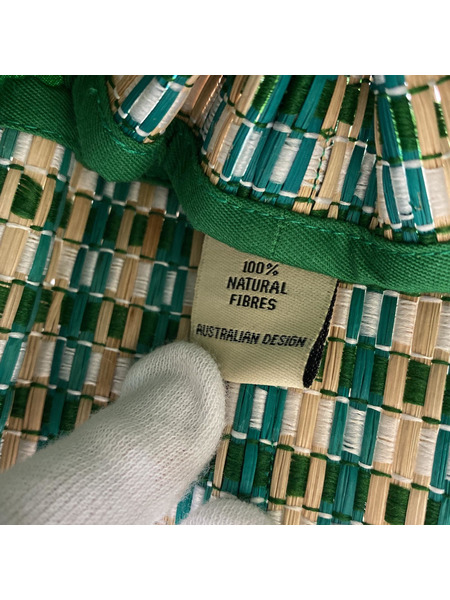 100%
NATURAL
FIBRES
AUSTRALIAN DESIGN